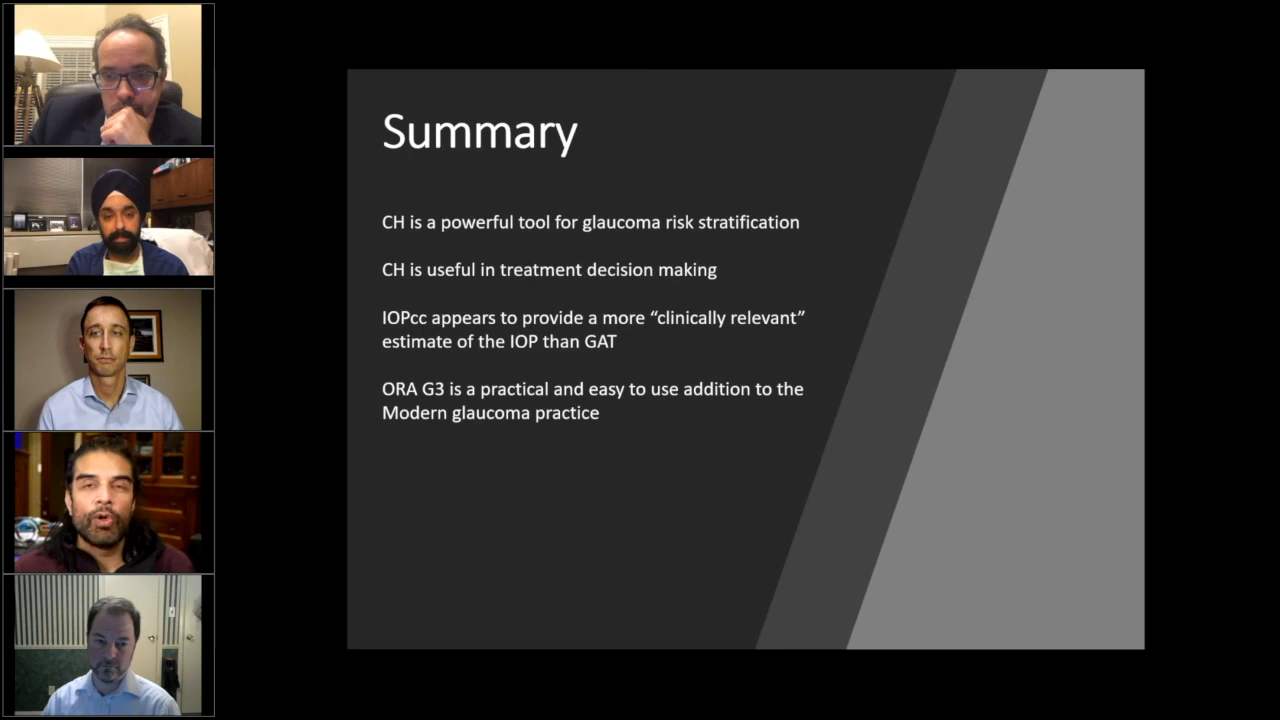 Summary
CH is a powerful tool for glaucoma risk stratification
CH is useful in treatment decision making
IOPcc appears to provide a more “clinically relevant”
estimate of the IOP than GAT
ORA G3 is a practical and easy to use addition to the
Modern glaucoma practice